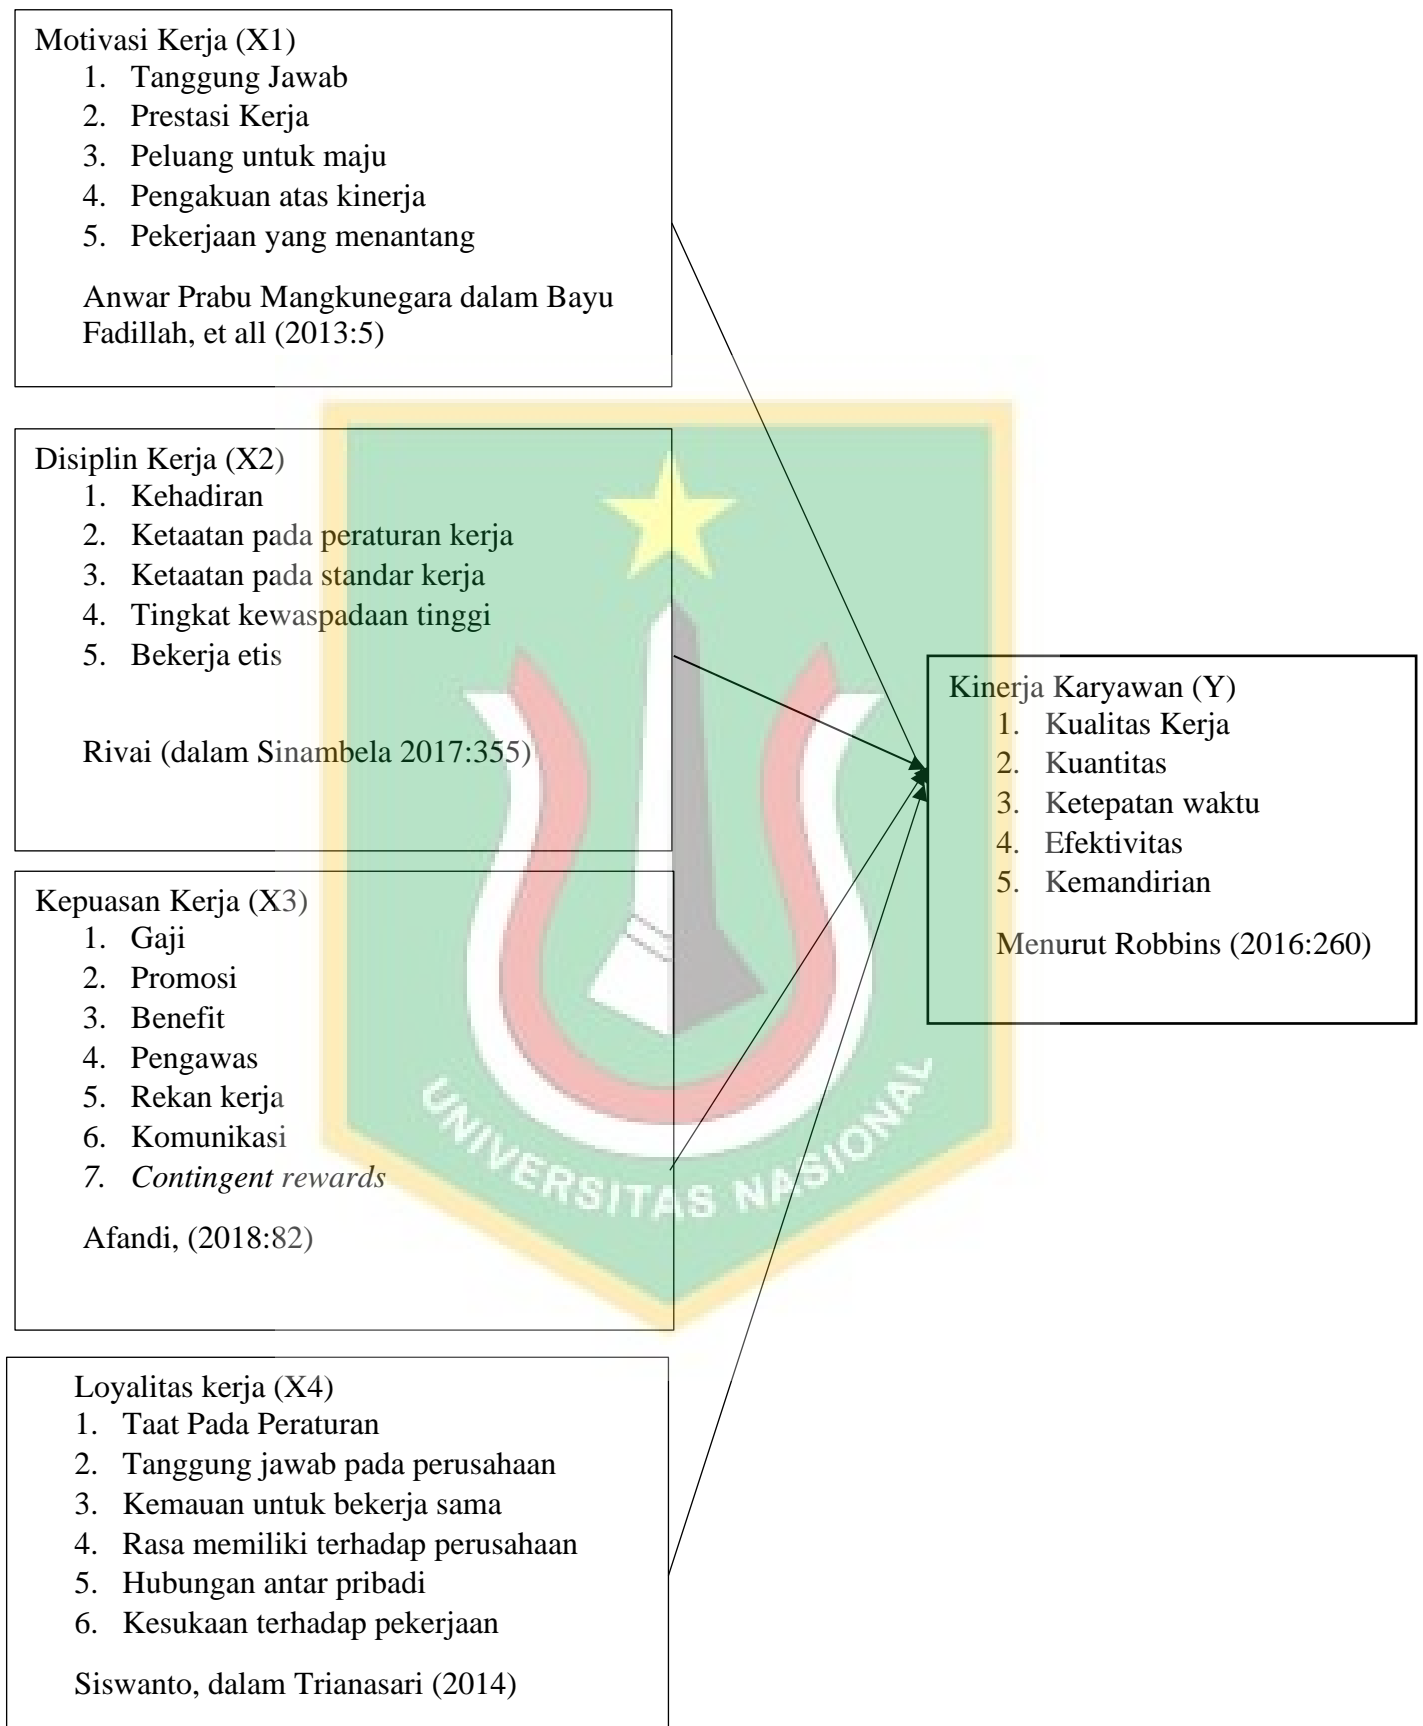 Motivasi Kerja (X1)
1. Tanggung Jawab
2. Prestasi Kerja
3. Peluang untuk maju
4. Pengakuan atas kinerja
5. Pekerjaan yang menantang
Anwar Prabu Mangkunegara dalam Bayu
Fadillah, et all (2013:5)
Disiplin Kerja (X2)
1. Kehadiran
2. Ketaatan pada peraturan kerja
3. Ketaatan pada standar kerja
4. Tingkat kewaspadaan tinggi
5. Bekerja etis
Rivai (dalam Sinambela 2017:355)
Kepuasan Kerja (X3)
1. Gaji
2. Promosi
3. Benefit
4. Pengawas
5. Rekan kerja
6. Komunikasi
7. Contingent rewards
Afandi, (2018:82)
Loyalitas kerja (X4)
1. Taat Pada Peraturan
2. Tanggung jawab pada perusahaan
3. Kemauan untuk bekerja sama
4. Rasa memiliki terhadap perusahaan
5. Hubungan antar pribadi
6. Kesukaan terhadap pekerjaan
Siswanto, dalam Trianasari (2014)
Kinerja Karyawan (Y)
1. Kualitas Kerja
2. Kuantitas
3. Ketepatan waktu
4. Efektivitas
5. Kemandirian
Menurut Robbins (2016:260)
UNIVERSITAS NASIONAL